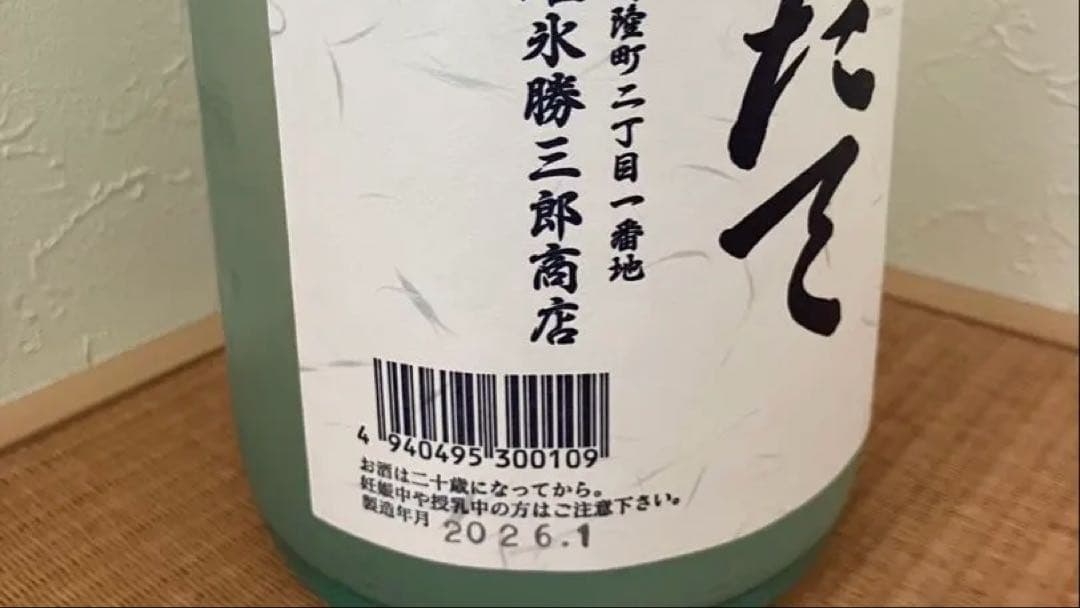 たて
隆町二丁目一番地
氷勝三郎商店
4 940495 300109
お酒は二十歳になってから。
妊娠中や授乳中の方はご注意下さい。
製造年月 2026.1